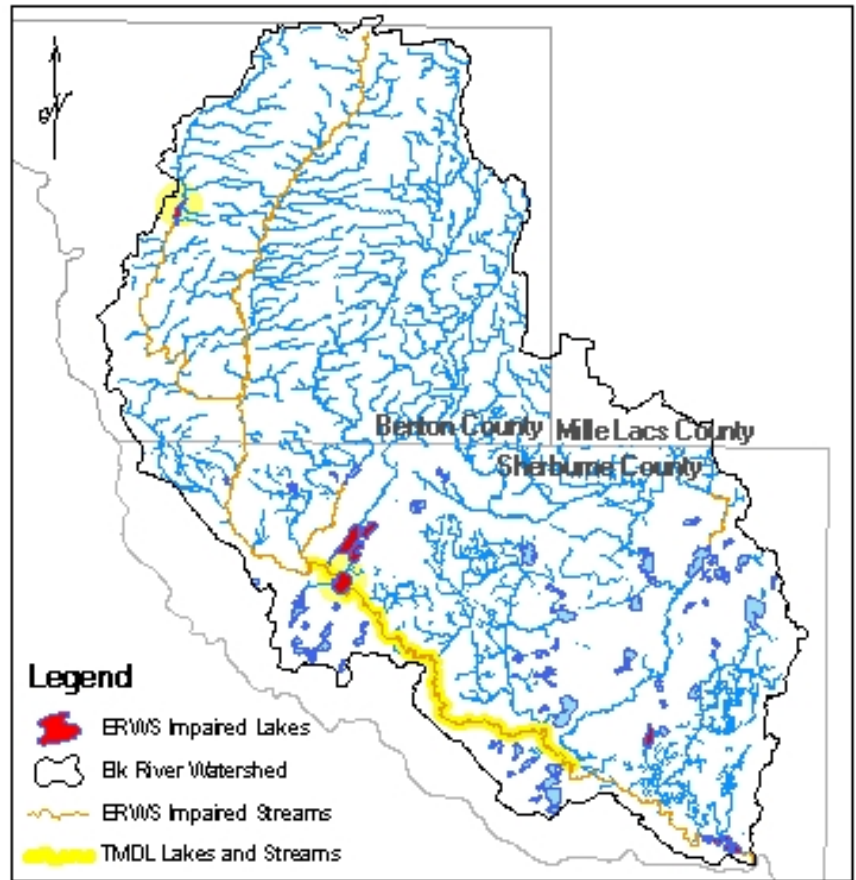 N
Benton County
Mille Lacs County
Sherburne County
Legend
ERWS Impaired Lakes
Elk River Watershed
ERWS Impaired Streams
TMDL Lakes and Streams